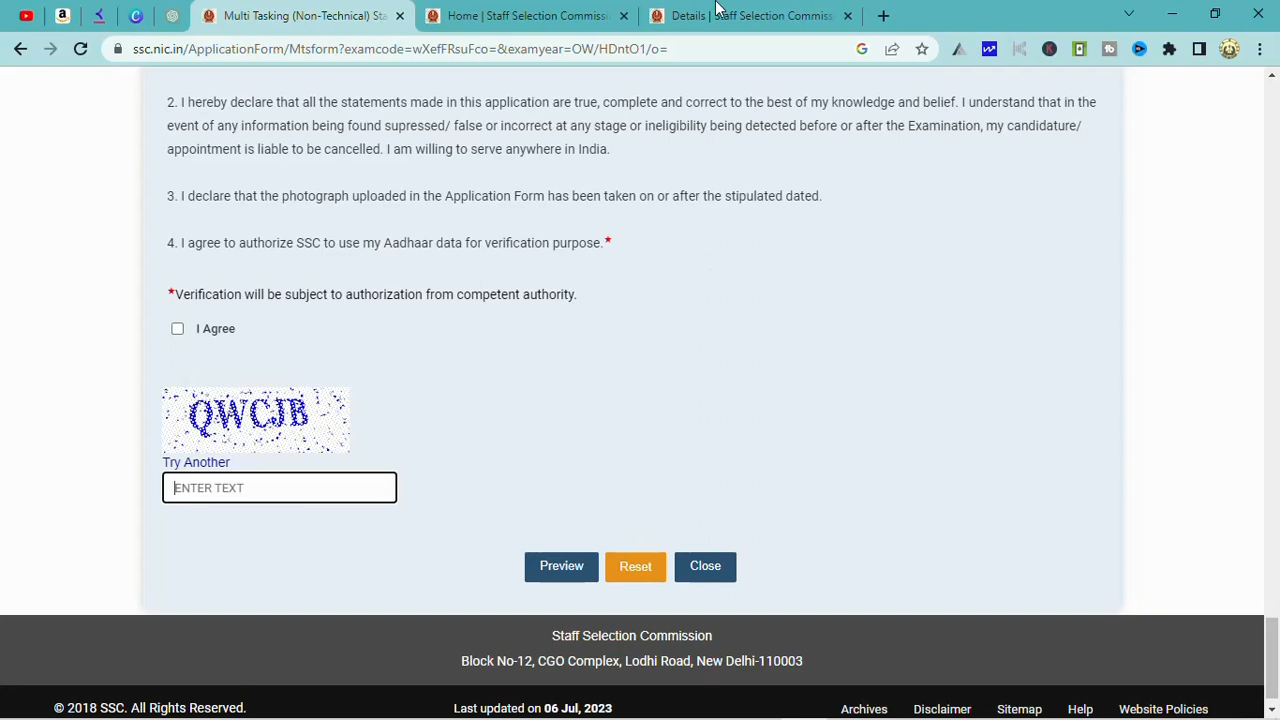 Multi Tasking (Non-Technical) Sta
Home | Staff Selection Commissi
Details | Staff Selection Commiss
ssc.nic.in/ApplicationForm/Mtsform?examcode=wXefFRsuFco=&examyear=OW/HDntO1/o=
2. I hereby declare that all the statements made in this application are true, complete and correct to the best of my knowledge and belief. I understand that in the
event of any information being found supressed/ false or incorrect at any stage or ineligibility being detected before or after the Examination, my candidature/
appointment is liable to be cancelled. I am willing to serve anywhere in India.
3. I declare that the photograph uploaded in the Application Form has been taken on or after the stipulated dated.
4. I agree to authorize SSC to use my Aadhaar data for verification purpose.*
*Verification will be subject to authorization from competent authority.
I Agree
QWCJB
Try Another
ENTER TEXT
Preview Reset Close
Staff Selection Commission
Block No-12, CGO Complex, Lodhi Road, New Delhi-110003
© 2018 SSC. All Rights Reserved. Last updated on 06 Jul, 2023 Archives Disclaimer Sitemap Help Website Policies